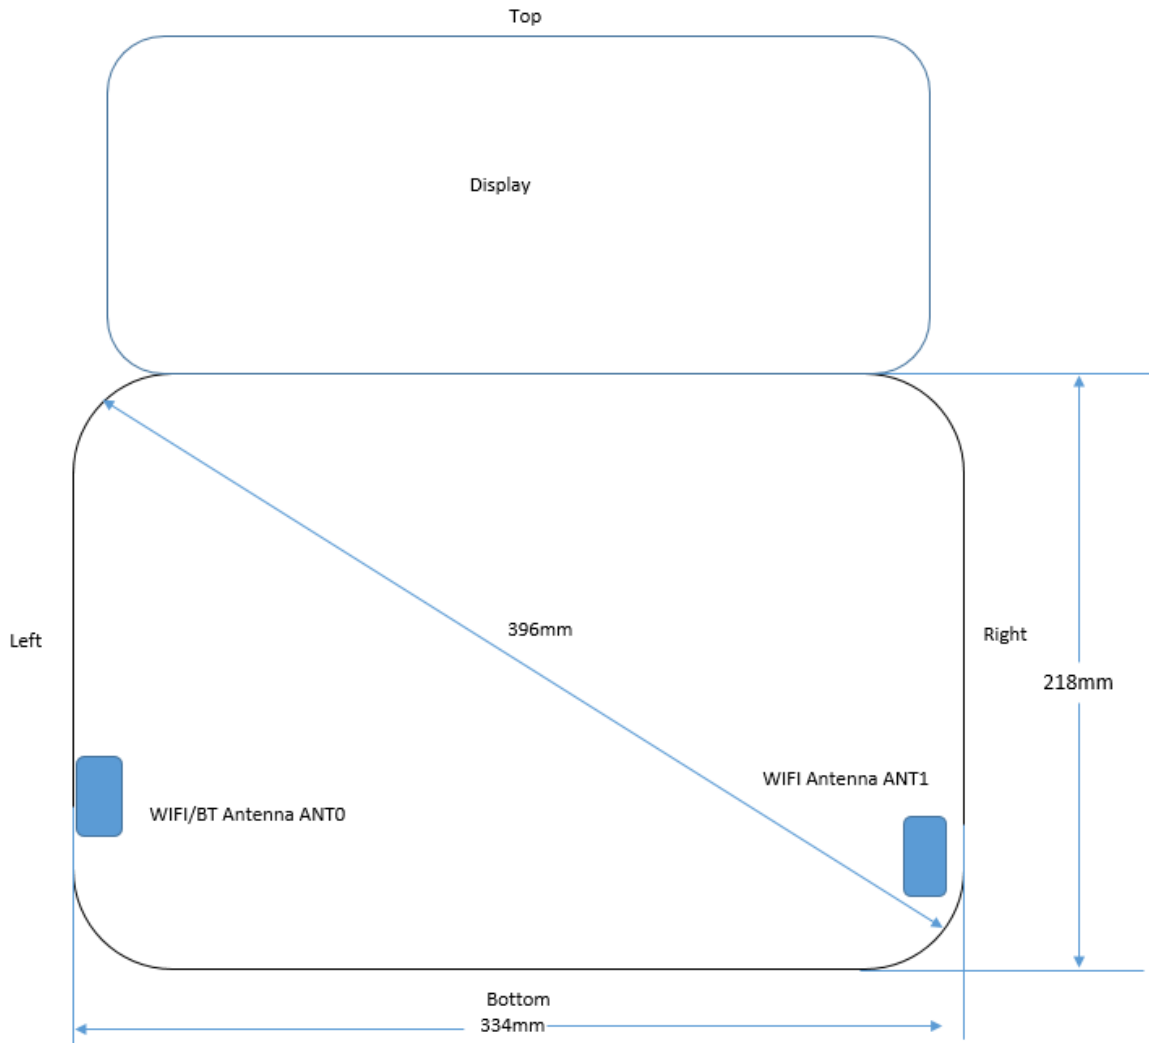 Top
Display
396mm
Left
Right
218mm
WIFI Antenna ANT1
WIFI/BT Antenna ANT0
Bottom
334mm